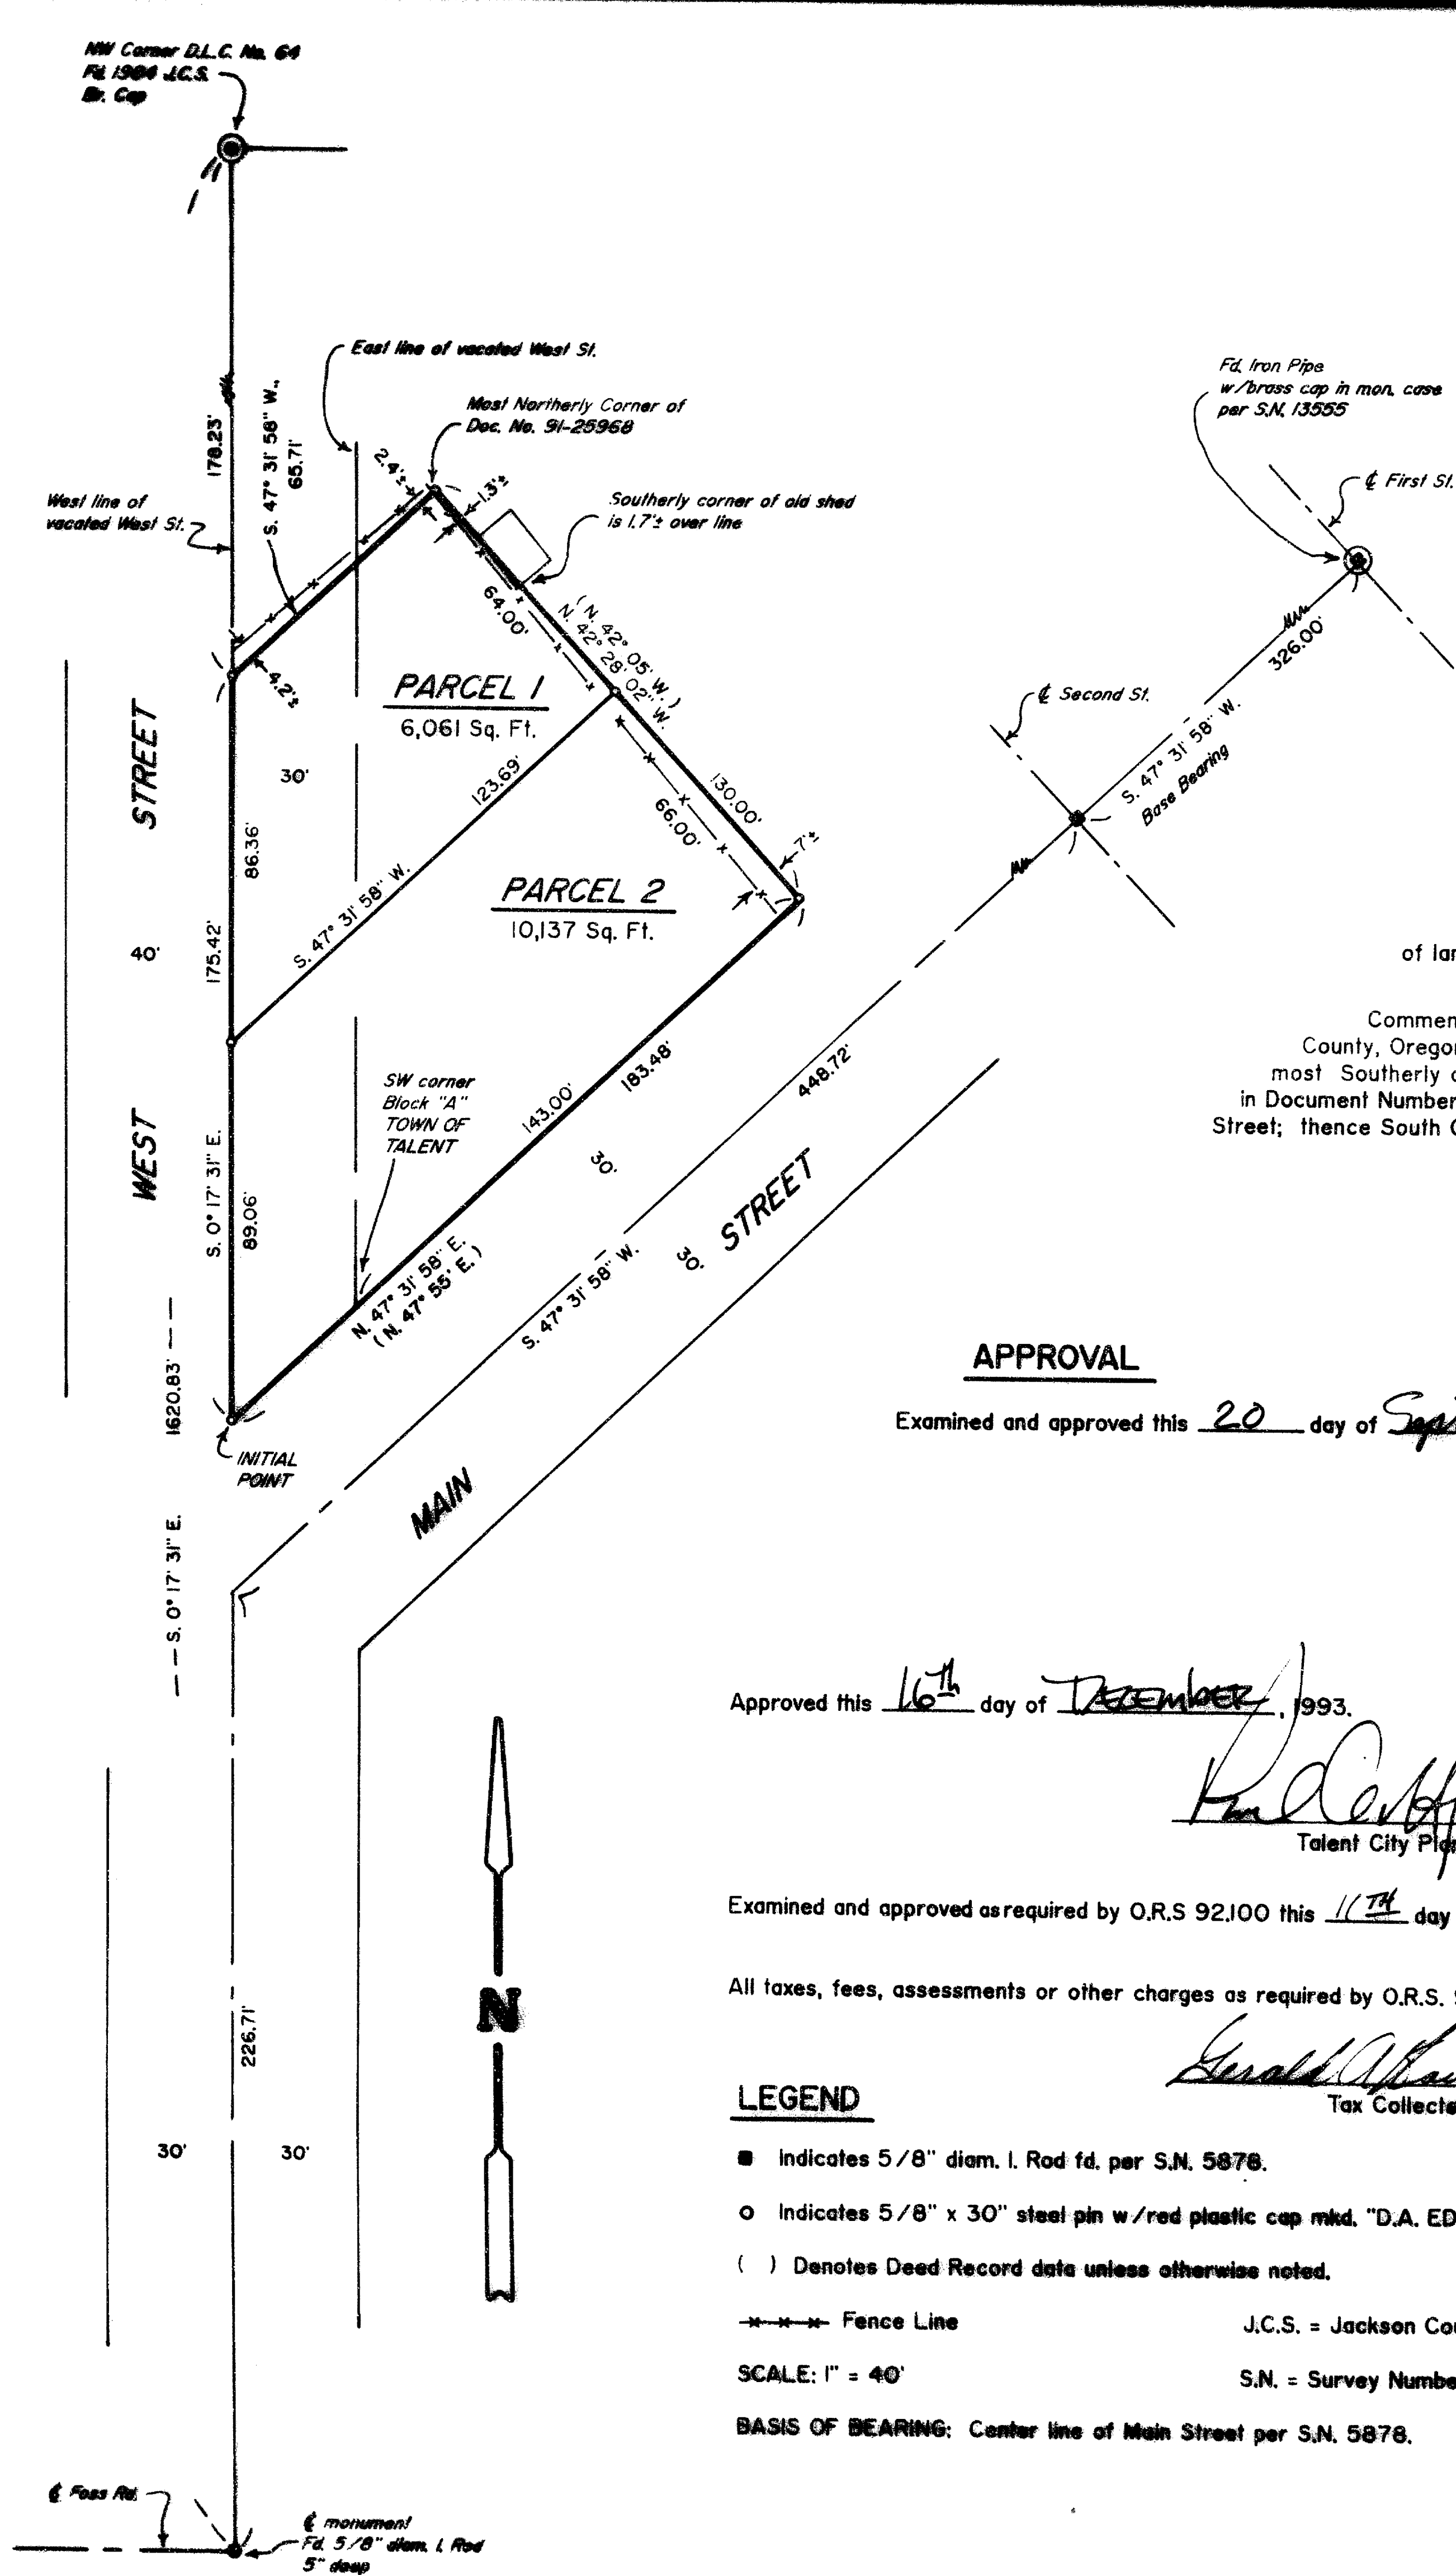 NW Corner D.L.C. No. 64
Fd. 1984 J.C.S.
Br. Cap
East line of vacated West St.
Most Northerly Corner of
Doc. No. 91-25968
West line of
vacated West St.
178.23'
S. 47° 31' 58" W.,
65.71'
2.4'±
1.3'±
Southerly corner of old shed
is 1.7'± over line
Fd. Iron Pipe
w/brass cap in mon. case
per S.N. 13555
℄ First St.
4.2'±
64.00'
( N. 42° 05' W. )
N. 42° 28' 02" W.
PARCEL 1
6,061 Sq. Ft.
30'
123.69'
S. 47° 31' 58" W.
130.00'
66.00'
7'±
326.00'
℄ Second St.
S. 47° 31' 58" W.
Base Bearing
PARCEL 2
10,137 Sq. Ft.
WEST STREET
40'
86.36'
175.42'
S. 0° 17' 31" E.
89.06'
SW corner
Block "A"
TOWN OF
TALENT
143.00'
183.48'
N. 47° 31' 58" E.
( N. 47° 55' E. )
30'
448.72'
S. 47° 31' 58" W.
30'
MAIN STREET
1620.83'
S. 0° 17' 31" E.
INITIAL
POINT
of lan
Commen
County, Oregon
most Southerly c
in Document Number
Street; thence South 0
APPROVAL
Examined and approved this 20 day of Sep
Approved this 16th day of DECEMBER, 1993.
Talent City Plan
Examined and approved as required by O.R.S 92.100 this day
All taxes, fees, assessments or other charges as required by O.R.S.
Gerald A
Tax Collecto
N
226.71'
30'
30'
LEGEND
Indicates 5/8" diam. I. Rod fd. per S.N. 5878.
Indicates 5/8" x 30" steel pin w/red plastic cap mkd. "D.A. ED
( ) Denotes Deed Record data unless otherwise noted.
Fence Line
J.C.S. = Jackson Cou
SCALE: 1" = 40'
S.N. = Survey Numbe
BASIS OF BEARING: Center line of Main Street per S.N. 5878.
℄ Foss Rd.
℄ monument
Fd. 5/8" diam. I. Rod
5" deep